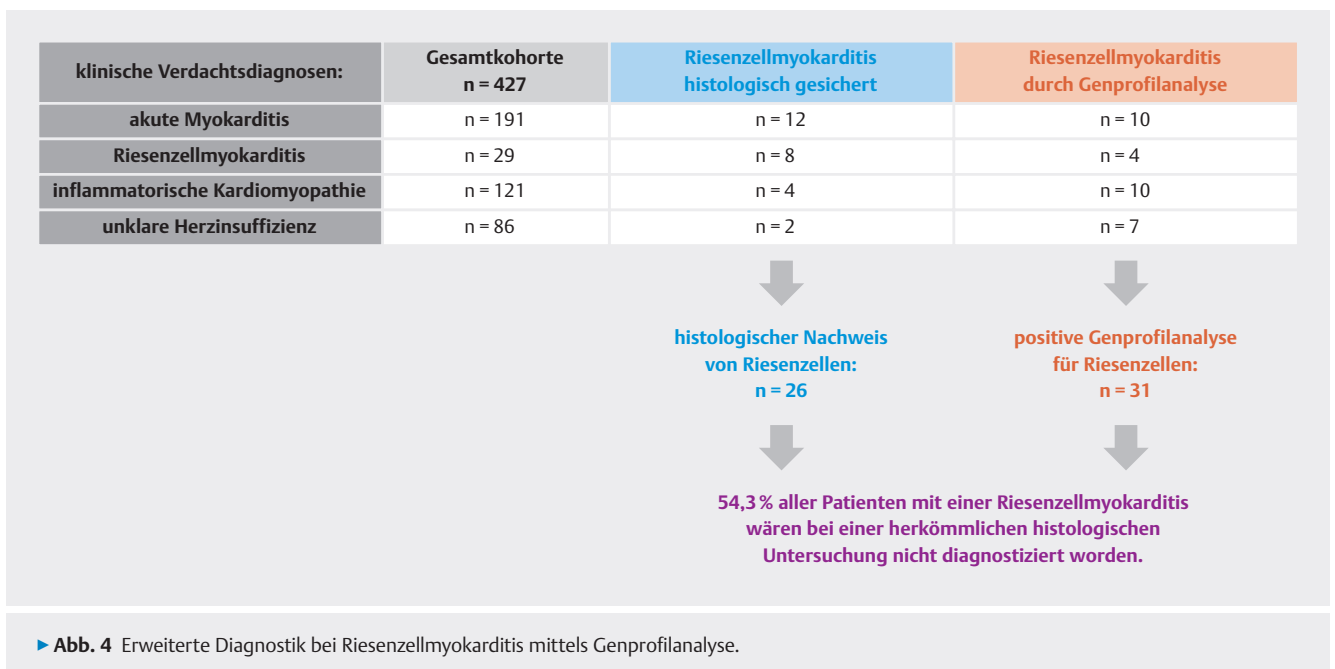 klinische Verdachtsdiagnosen:
Gesamtkohorte
n = 427
Riesenzellmyokarditis
histologisch gesichert
Riesenzellmyokarditis
durch Genprofilanalyse
akute Myokarditis
n = 191
n = 12
n = 10
Riesenzellmyokarditis
n = 29
n = 8
n = 4
inflammatorische Kardiomyopathie
n = 121
n = 4
n = 10
unklare Herzinsuffizienz
n = 86
n = 2
n = 7
histologischer Nachweis
von Riesenzellen:
n = 26
positive Genprofilanalyse
für Riesenzellen:
n = 31
54,3 % aller Patienten mit einer Riesenzellmyokarditis
wären bei einer herkömmlichen histologischen
Untersuchung nicht diagnostiziert worden.
▶ Abb. 4 Erweiterte Diagnostik bei Riesenzellmyokarditis mittels Genprofilanalyse.